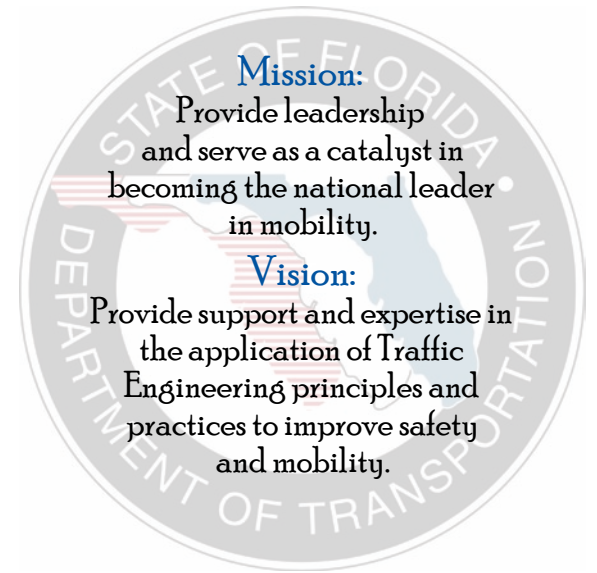 STATE OF FLORIDA
Mission:
Provide leadership
and serve as a catalyst in
becoming the national leader
in mobility.
Vision:
Provide support and expertise in
the application of Traffic
Engineering principles and
practices to improve safety
and mobility.
DEPARTMENT OF TRANSPORTATION